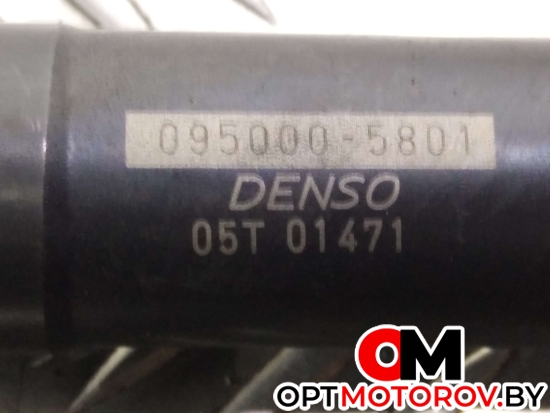 095000-5801
DENSO
05T 01471
OM
OPTMOTOROV.BY